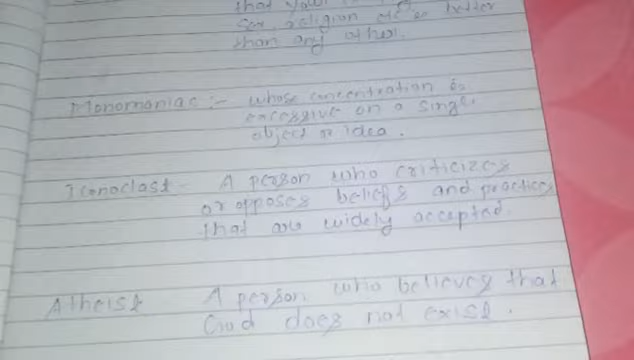 that your
sex religion etc is better
than any other.
Monomaniac :- whose concentration is
excessive on a single
object or idea.
Iconoclast - A person who criticizes
or opposes beliefs and practices
that are widely accepted.
Atheist A person who believes that
God does not exist.